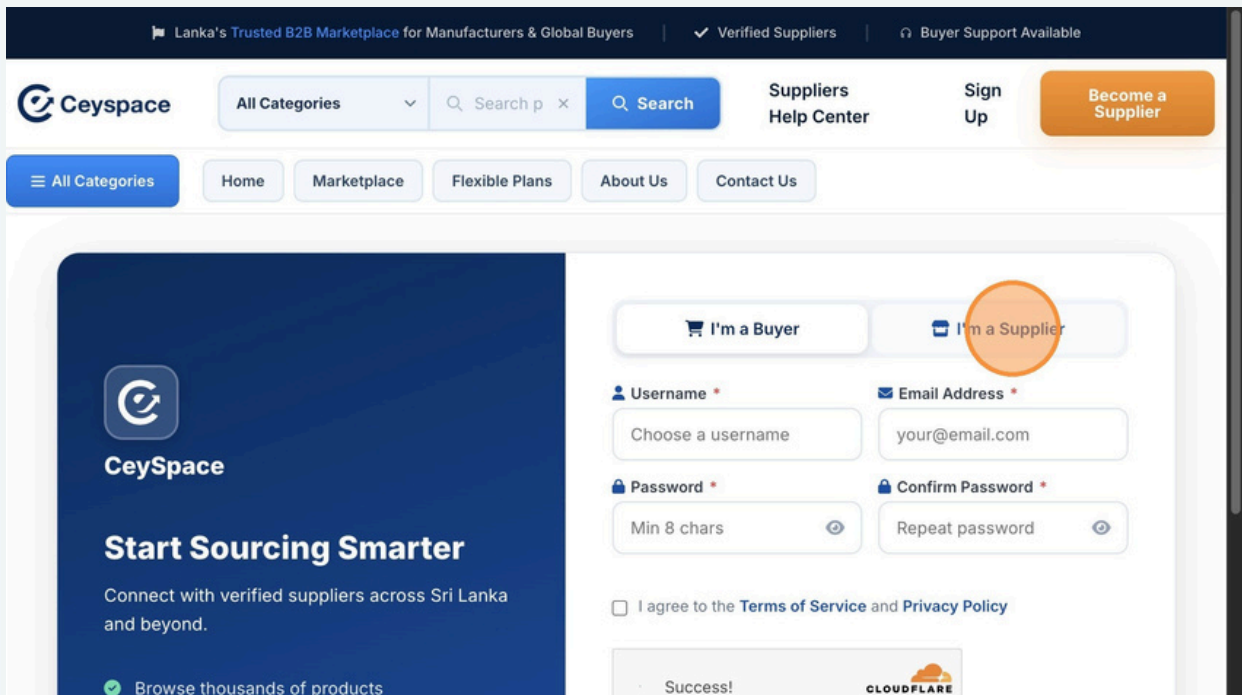 Lanka's Trusted B2B Marketplace for Manufacturers & Global Buyers
Verified Suppliers
Buyer Support Available
Ceyspace
All Categories
Search p
Search
Suppliers
Help Center
Sign
Up
Become a
Supplier
All Categories
Home
Marketplace
Flexible Plans
About Us
Contact Us
CeySpace
Start Sourcing Smarter
Connect with verified suppliers across Sri Lanka
and beyond.
Browse thousands of products
I'm a Buyer
I'm a Supplier
Username *
Email Address *
Choose a username
your@email.com
Password *
Confirm Password *
Min 8 chars
Repeat password
I agree to the Terms of Service and Privacy Policy
Success!
CLOUDFLARE